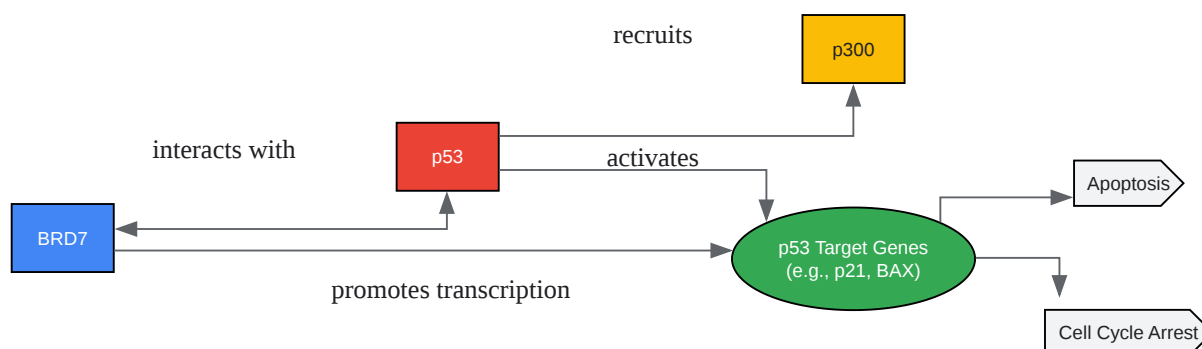 recruits
p300
interacts with
p53
activates
Apoptosis
BRD7
p53 Target Genes
(e.g., p21, BAX)
promotes transcription
Cell Cycle Arrest